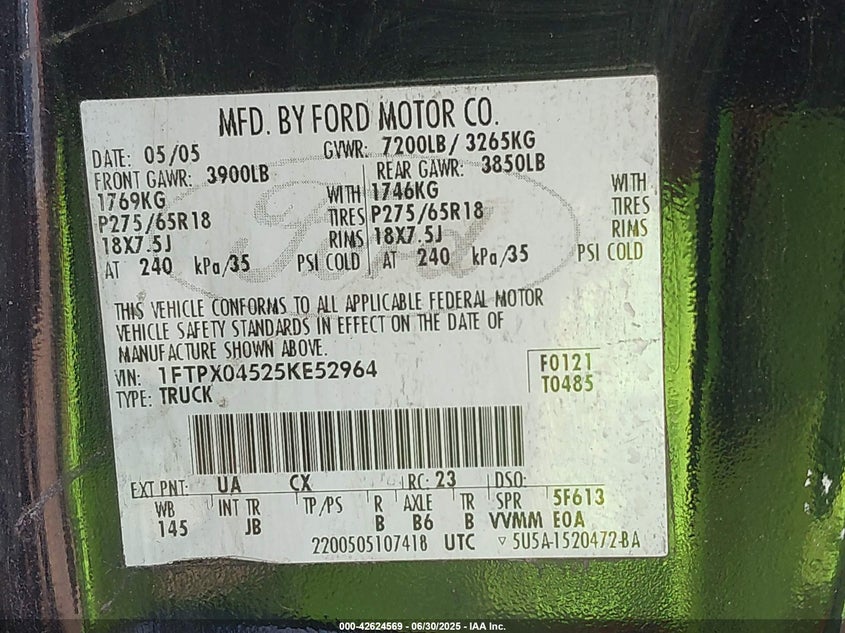 MFD. BY FORD MOTOR CO.
DATE: 05/05 GVWR: 7200LB/ 3265KG
FRONT GAWR: 3900LB REAR GAWR: 3850LB
1769KG WITH 1746KG WITH
P275/65R18 TIRES P275/65R18 TIRES
18X7.5J RIMS 18X7.5J RIMS
AT 240 kPa/35 PSI COLD AT 240 kPa/35 PSI COLD
Ford
THIS VEHICLE CONFORMS TO ALL APPLICABLE FEDERAL MOTOR
VEHICLE SAFETY STANDARDS IN EFFECT ON THE DATE OF
MANUFACTURE SHOWN ABOVE.
VIN: 1FTPX04525KE52964 F0121
TYPE: TRUCK T0485
EXT PNT: UA CX RC: 23 DSO:
WB INT TR TP/PS R AXLE TR SPR 5F613
145 JB B B6 B VVMM EOA
2200505107418 UTC ▽ 5U5A-1520472-BA
000-42624569 - 06/30/2025 - IAA Inc.